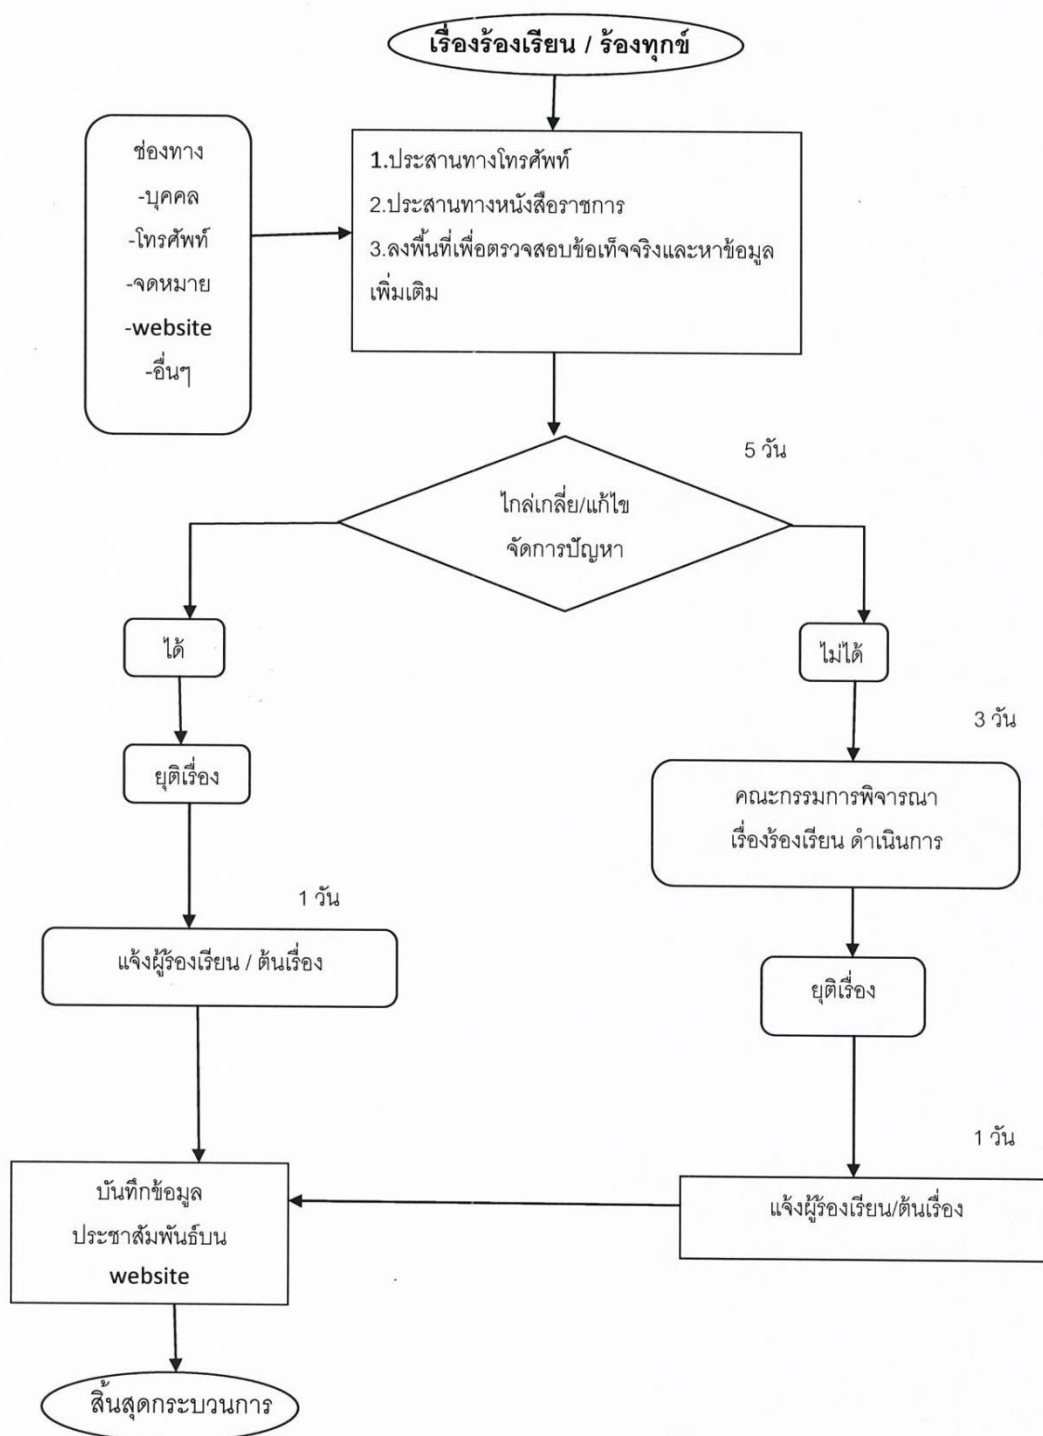 เรื่องร้องเรียน / ร้องทุกข์
ช่องทาง
-บุคคล
-โทรศัพท์
-จดหมาย
-website
-อื่นๆ
1.ประสานทางโทรศัพท์
2.ประสานทางหนังสือราชการ
3.ลงพื้นที่เพื่อตรวจสอบข้อเท็จจริงและหาข้อมูล
เพิ่มเติม
5 วัน
ไกล่เกลี่ย/แก้ไข
จัดการปัญหา
ได้
ไม่ได้
3 วัน
ยุติเรื่อง
คณะกรรมการพิจารณา
เรื่องร้องเรียน ดำเนินการ
1 วัน
แจ้งผู้ร้องเรียน / ต้นเรื่อง
ยุติเรื่อง
1 วัน
บันทึกข้อมูล
ประชาสัมพันธ์บน
website
แจ้งผู้ร้องเรียน/ต้นเรื่อง
สิ้นสุดกระบวนการ